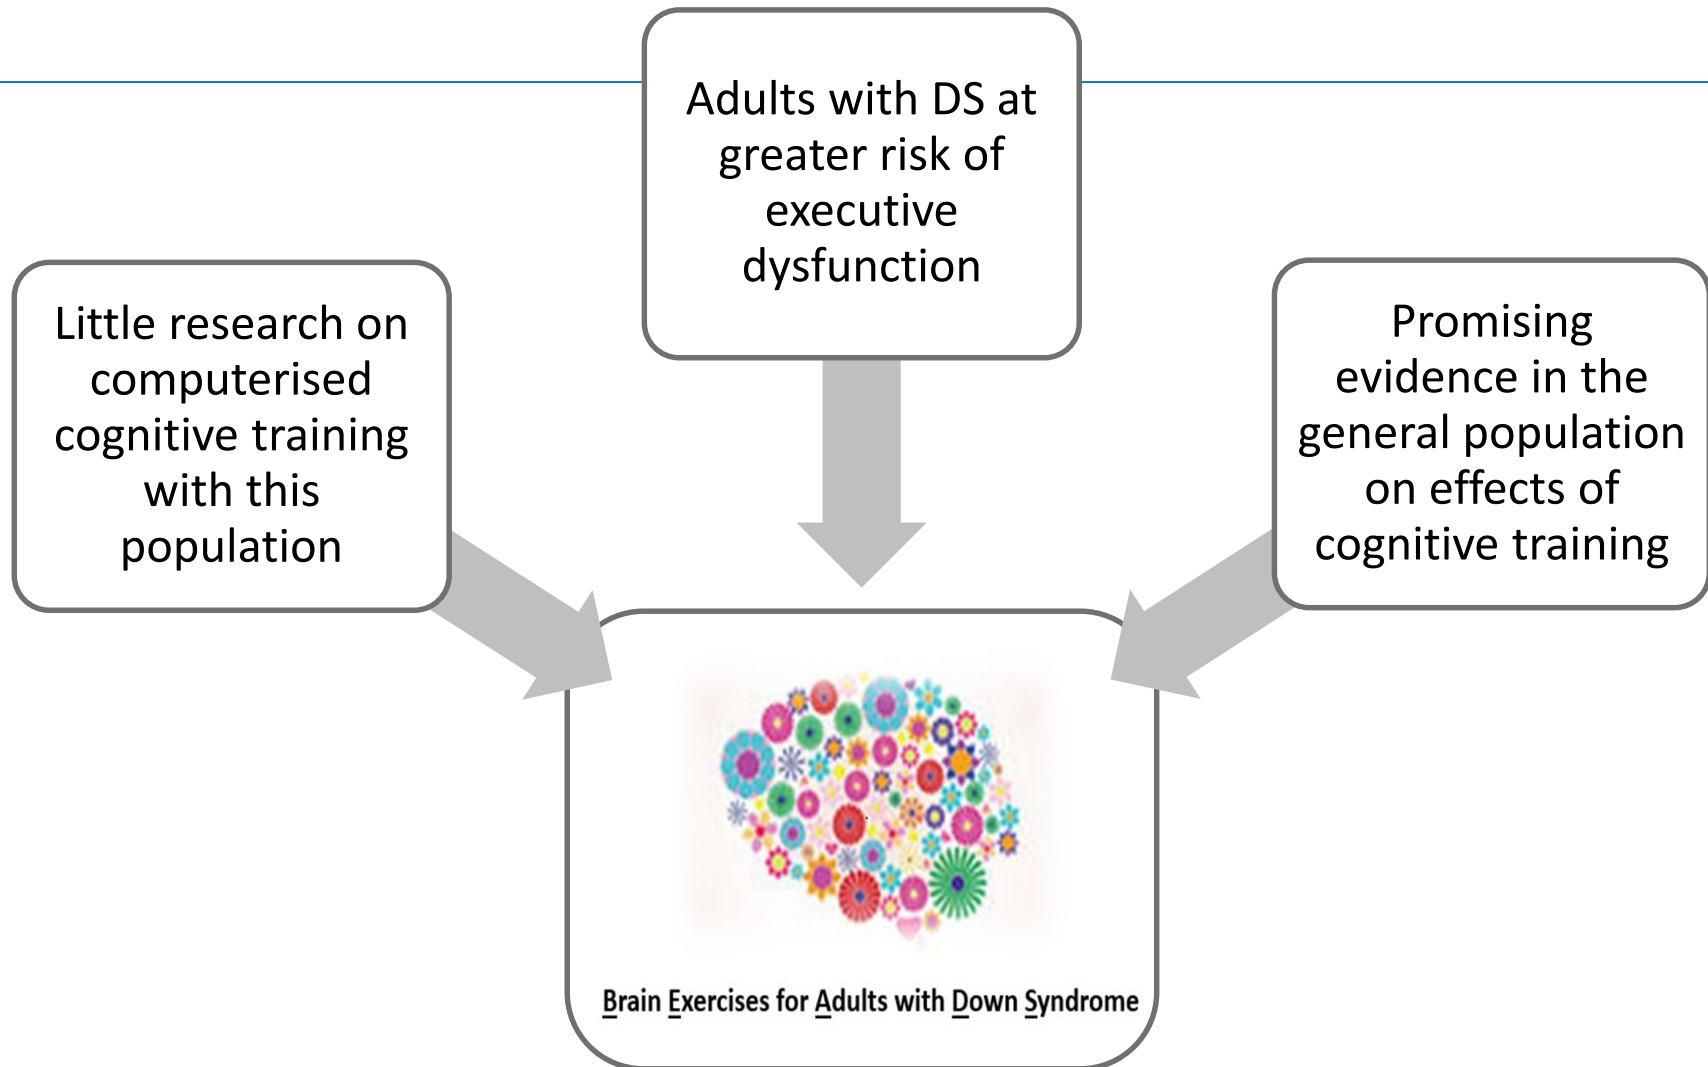 Adults with DS at
greater risk of
executive
dysfunction
Little research on
computerised
cognitive training
with this
population
Promising
evidence in the
general population
on effects of
cognitive training
Brain Exercises for Adults with Down Syndrome